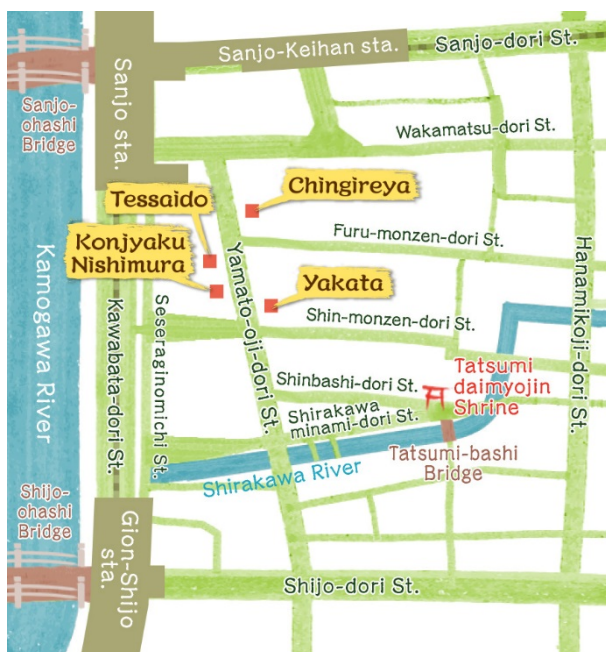 Sanjo-Keihan sta.
Sanjo-dori St.
Sanjo sta.
Sanjo-
ohashi
Bridge
Wakamatsu-dori St.
Chingireya
Tessaido
Furu-monzen-dori St.
Konjyaku
Nishimura
Yakata
Yamato-oji-dori St.
Hanamikoji-dori St.
Kamogawa River
Kawabata-dori St.
Seseraginomichi St.
Shin-monzen-dori St.
Shinbashi-dori St.
Tatsumi
daimyojin
Shrine
Shirakawa
minami-dori St.
Tatsumi-bashi
Bridge
Shirakawa River
Shijo-
ohashi
Bridge
Gion-Shijo
sta.
Shijo-dori St.